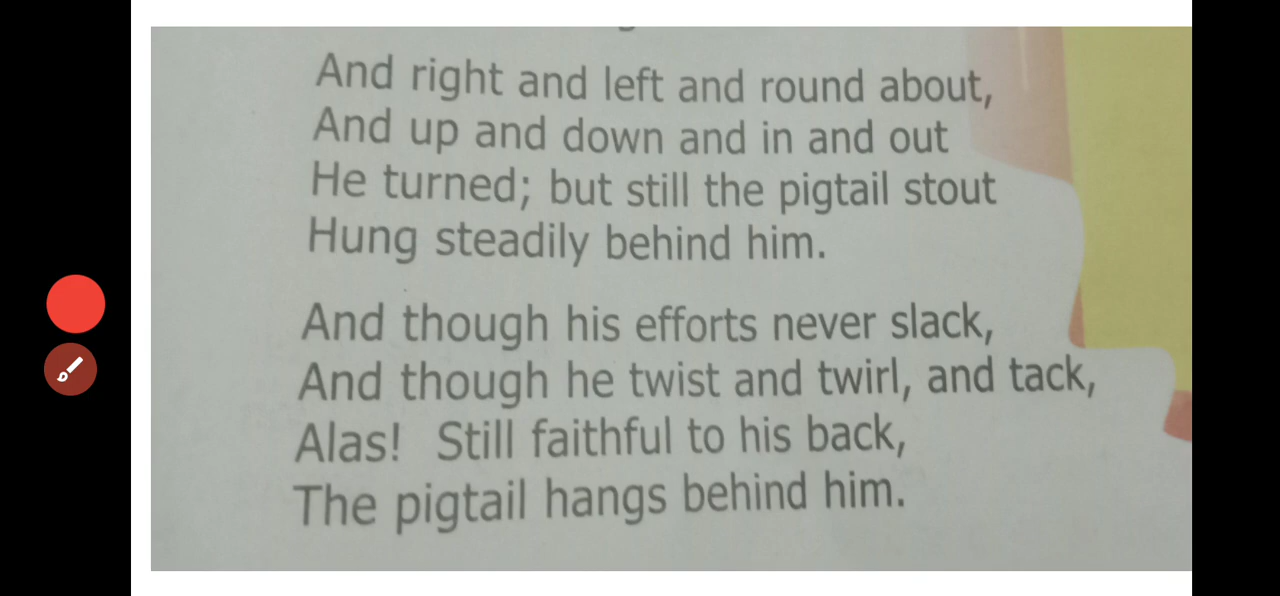 And right and left and round about,
And up and down and in and out
He turned; but still the pigtail stout
Hung steadily behind him.
And though his efforts never slack,
And though he twist and twirl, and tack,
Alas! Still faithful to his back,
The pigtail hangs behind him.